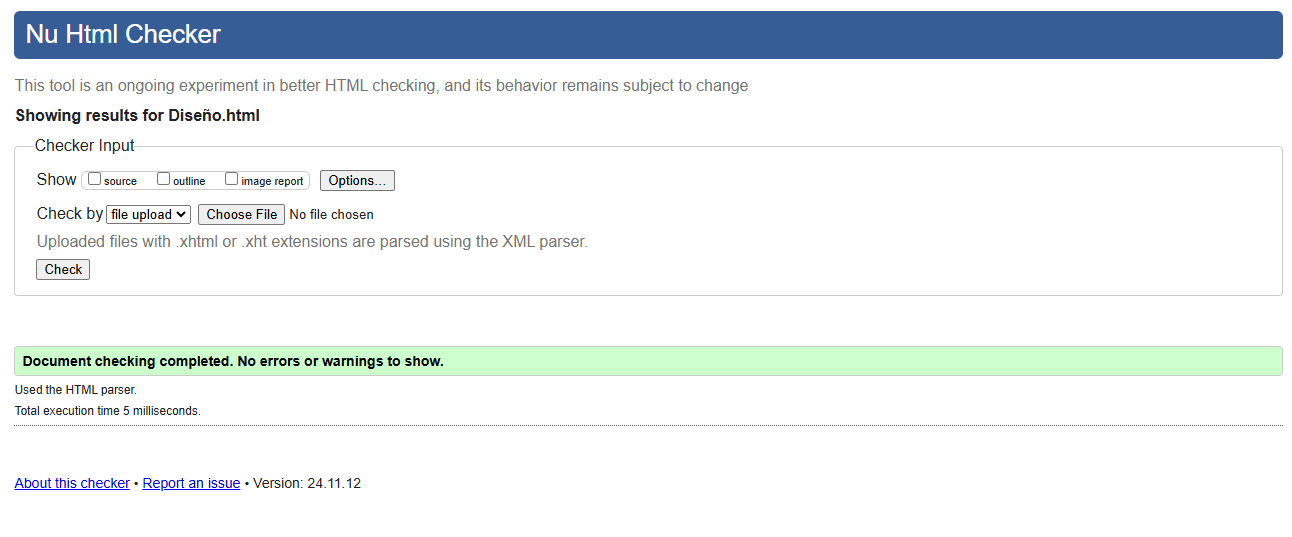 Nu Html Checker
This tool is an ongoing experiment in better HTML checking, and its behavior remains subject to change
Showing results for Diseño.html
Checker Input
Show source outline image report Options...
Check by file upload Choose File No file chosen
Uploaded files with .xhtml or .xht extensions are parsed using the XML parser.
Check
Document checking completed. No errors or warnings to show.
Used the HTML parser.
Total execution time 5 milliseconds.
About this checker • Report an issue • Version: 24.11.12